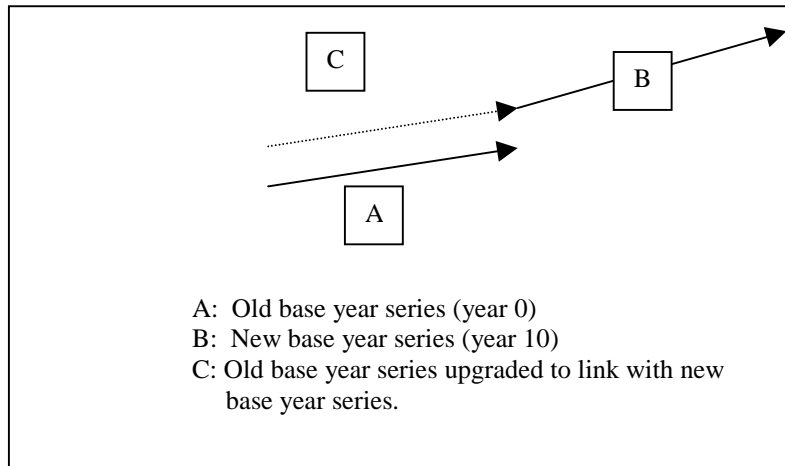 C
B
A
A: Old base year series (year 0)
B: New base year series (year 10)
C: Old base year series upgraded to link with new
base year series.